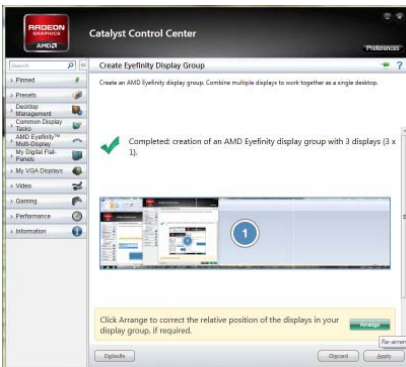 RADEON
GRAPHICS
AMD
Catalyst Control Center
Preferences
Search
Create Eyefinity Display Group
?
Create an AMD Eyefinity display group. Combine multiple displays to work together as a single desktop.
Pinned
Presets
Desktop
Management
Common Display
Tasks
AMD Eyefinity™
Multi-Display
My Digital Flat-
Panels
My VGA Displays
Video
Gaming
Performance
Information
Completed: creation of an AMD Eyefinity display group with 3 displays (3 x
1).
1
Click Arrange to correct the relative position of the displays in your
display group, if required.
Arrange
Re-arran
Defaults
Discard
Apply